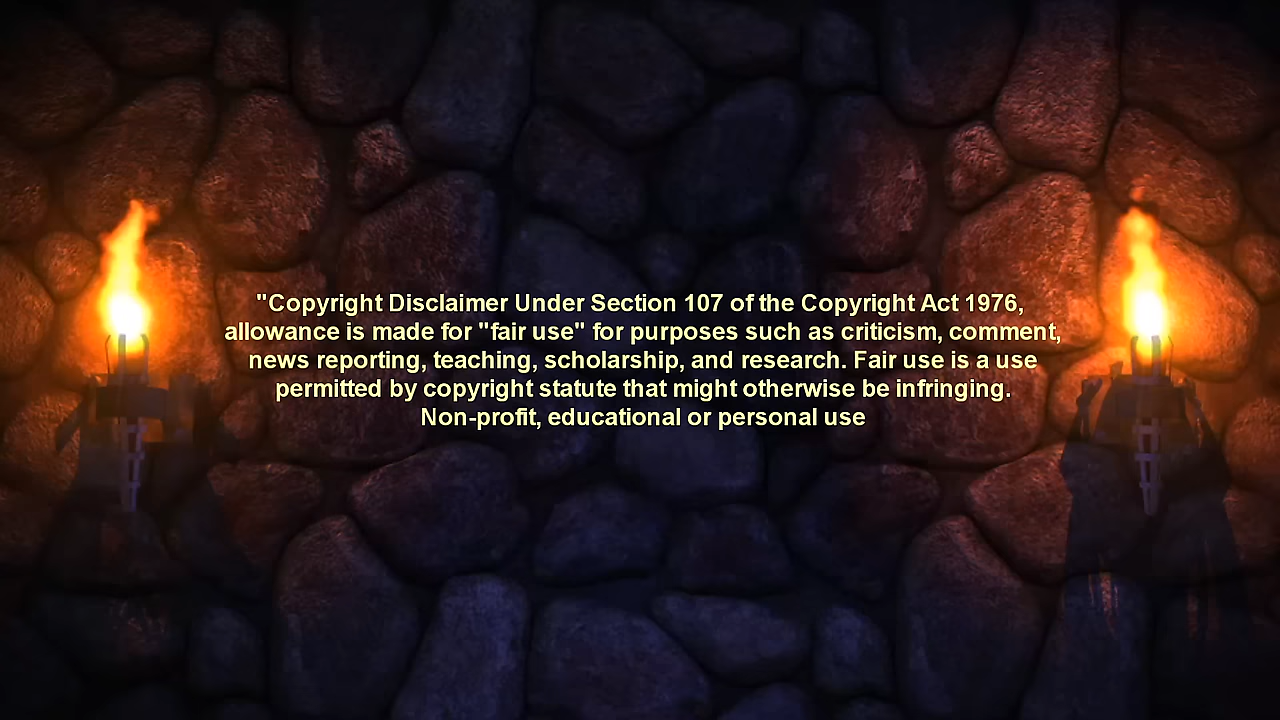 "Copyright Disclaimer Under Section 107 of the Copyright Act 1976,
allowance is made for "fair use" for purposes such as criticism, comment,
news reporting, teaching, scholarship, and research. Fair use is a use
permitted by copyright statute that might otherwise be infringing.
Non-profit, educational or personal use